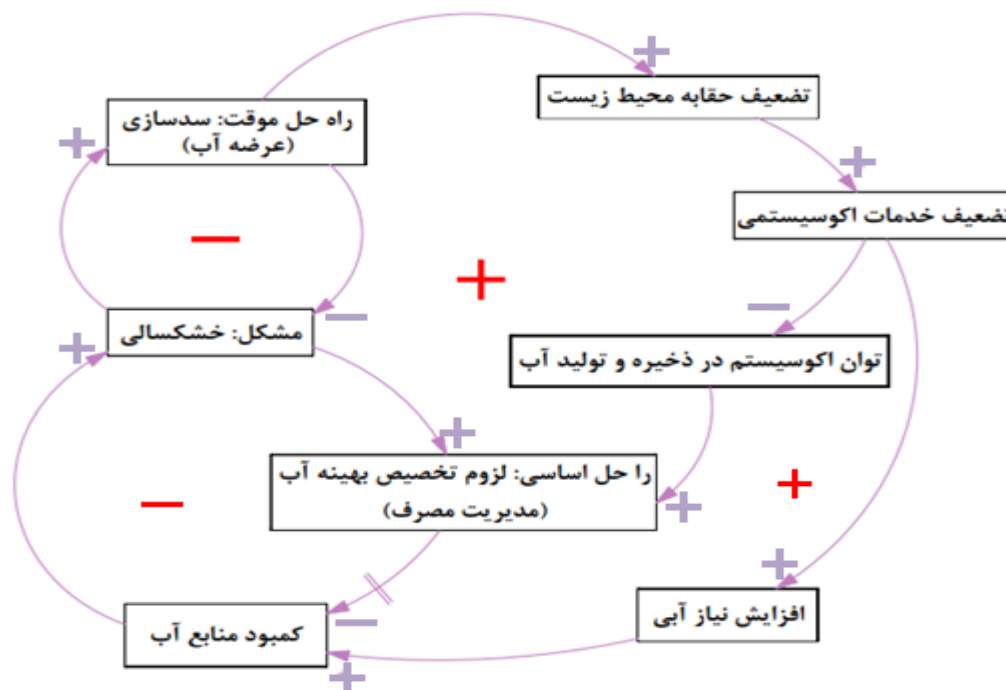 تضعیف حقابه محیط زیست
راه حل موقت: سدسازی
(عرضه آب)
تضعیف خدمات اکوسیستمی
مشکل: خشکسالی
توان اکوسیستم در ذخیره و تولید آب
را حل اساسی: لزوم تخصیص بهینه آب
(مدیریت مصرف)
افزایش نیاز آبی
کمبود منابع آب